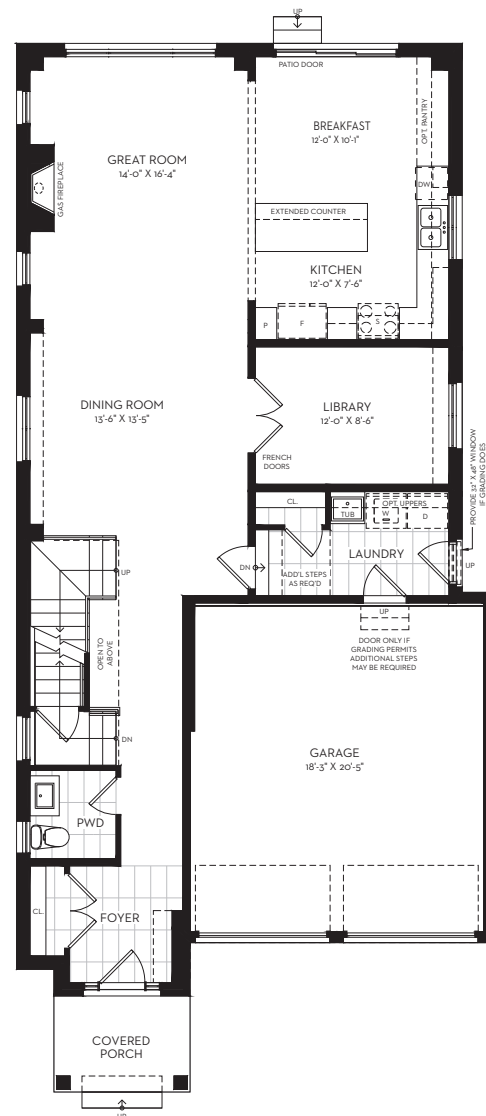 UP
PATIO DOOR
BREAKFAST
12'-0" X 10'-1"
OPT. PANTRY
GREAT ROOM
14'-0" X 16'-4"
GAS FIREPLACE
DW
EXTENDED COUNTER
KITCHEN
12'-0" X 7'-6"
P
F
S
DINING ROOM
13'-6" X 13'-5"
LIBRARY
12'-0" X 8'-6"
FRENCH
DOORS
PROVIDE 32" X 48" WINDOW
IF GRADING DOES
CL.
TUB
OPT. UPPERS
W
D
LAUNDRY
DN
ADD'L STEPS
AS REQ'D
UP
UP
UP
OPEN TO
ABOVE
DOOR ONLY IF
GRADING PERMITS
ADDITIONAL STEPS
MAY BE REQUIRED
DN
GARAGE
18'-3" X 20'-5"
PWD
CL.
FOYER
COVERED
PORCH
UP